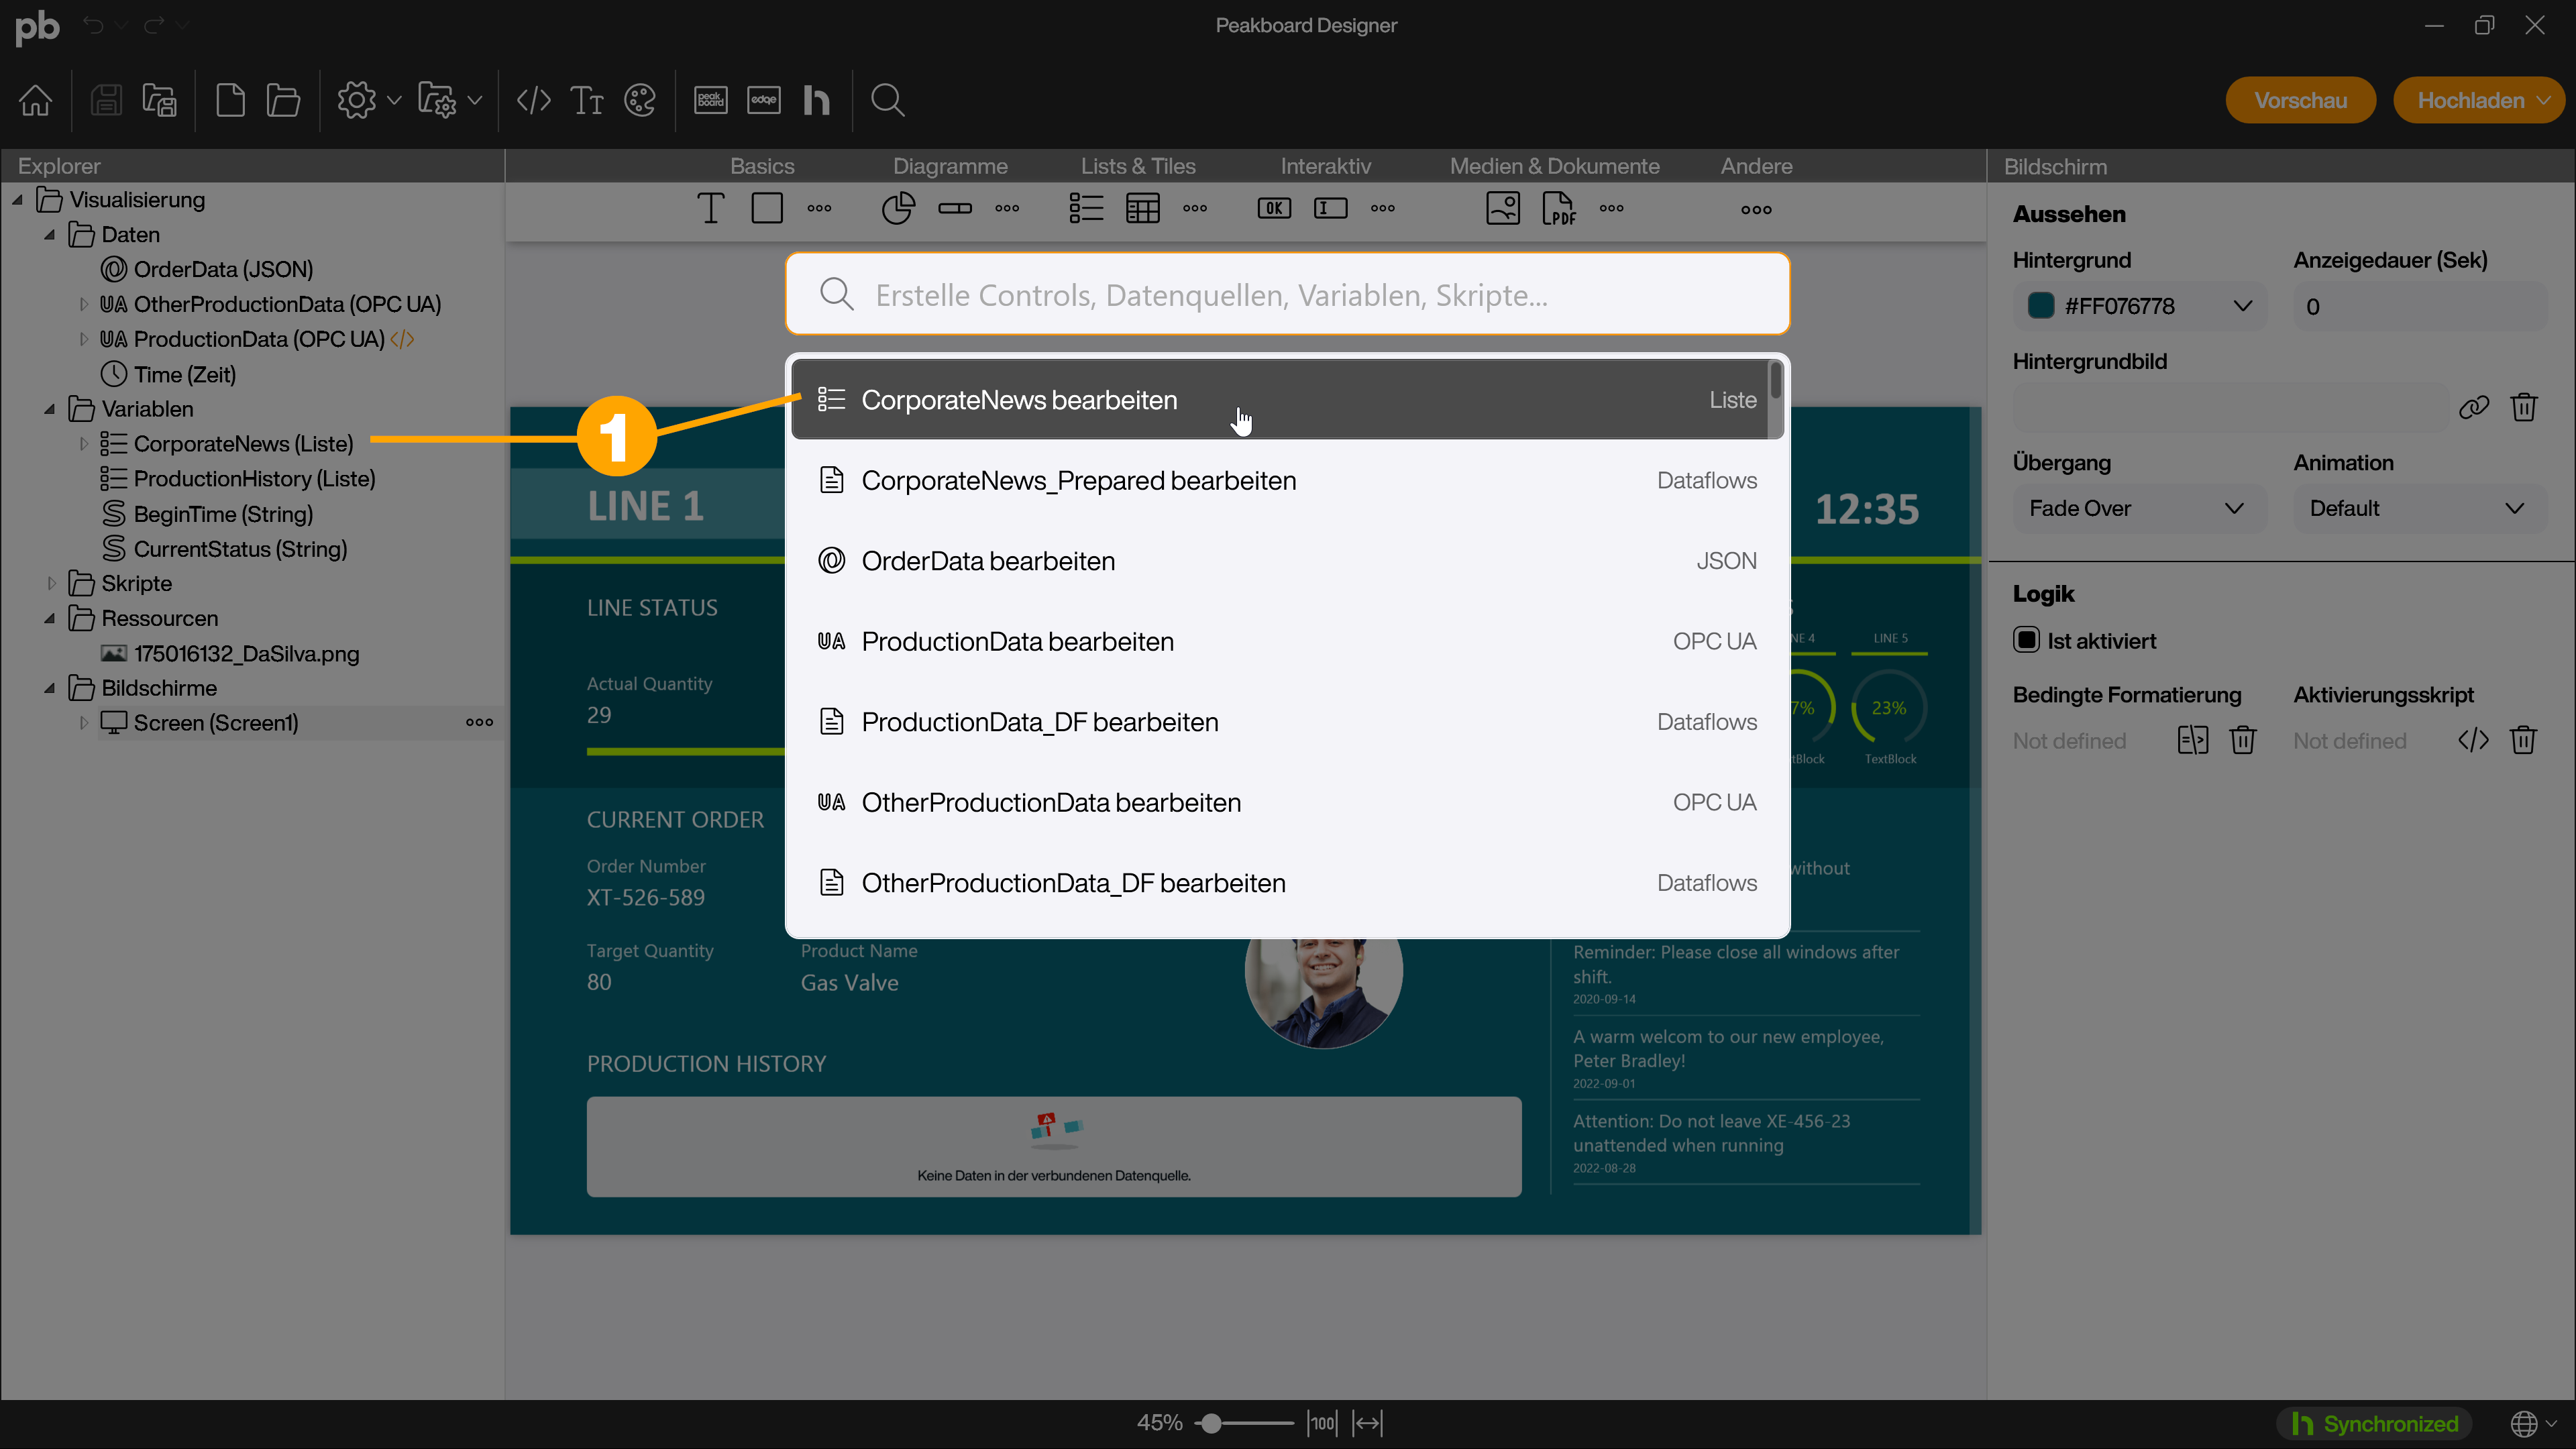 pb
Peakboard Designer
peak
board
edge
h
Vorschau
Hochladen
Explorer
Basics
Diagramme
Lists & Tiles
Interaktiv
Medien & Dokumente
Andere
Bildschirm
OK
PDF
Visualisierung
Daten
OrderData (JSON)
UA OtherProductionData (OPC UA)
UA ProductionData (OPC UA) </>
Time (Zeit)
Variablen
CorporateNews (Liste)
ProductionHistory (Liste)
BeginTime (String)
CurrentStatus (String)
Skripte
Ressourcen
175016132_DaSilva.png
Bildschirme
Screen (Screen1)
1
Erstelle Controls, Datenquellen, Variablen, Skripte...
CorporateNews bearbeiten Liste
CorporateNews_Prepared bearbeiten Dataflows
OrderData bearbeiten JSON
UA ProductionData bearbeiten OPC UA
ProductionData_DF bearbeiten Dataflows
UA OtherProductionData bearbeiten OPC UA
OtherProductionData_DF bearbeiten Dataflows
LINE 1
12:35
LINE STATUS
Actual Quantity
29
NE 4
LINE 5
7%
23%
tBlock
TextBlock
CURRENT ORDER
Order Number
XT-526-589
Target Quantity
80
Product Name
Gas Valve
without
Reminder: Please close all windows after
shift.
2020-09-14
A warm welcom to our new employee,
Peter Bradley!
2022-09-01
Attention: Do not leave XE-456-23
unattended when running
2022-08-28
PRODUCTION HISTORY
Keine Daten in der verbundenen Datenquelle.
Aussehen
Hintergrund
Anzeigedauer (Sek)
#FF076778
0
Hintergrundbild
Übergang
Animation
Fade Over
Default
Logik
Ist aktiviert
Bedingte Formatierung
Aktivierungsskript
Not defined
Not defined
45%
100
h Synchronized